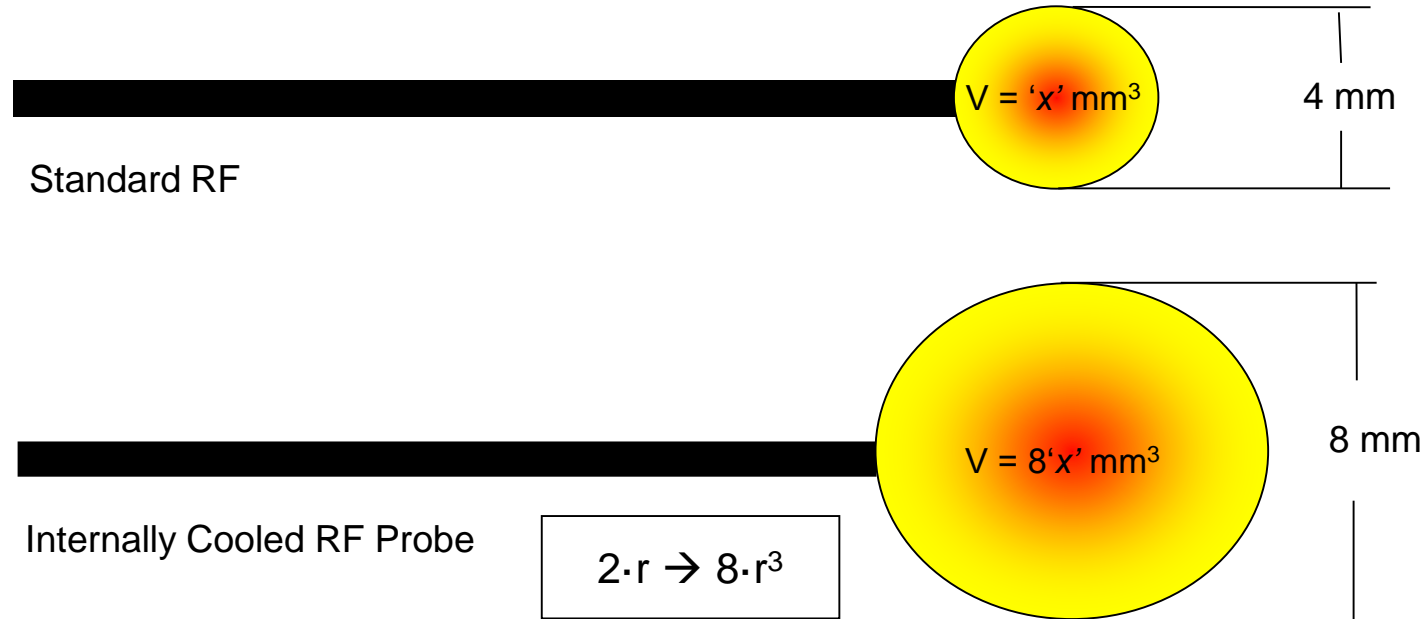 V = ‘x’ mm³
4 mm
Standard RF
8 mm
V = 8‘x’ mm³
Internally Cooled RF Probe
2·r → 8·r³